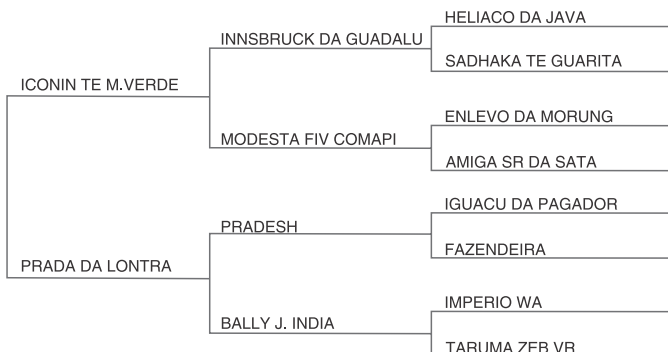 HELIACO DA JAVA
INNSBRUCK DA GUADALU
SADHAKA TE GUARITA
ICONIN TE M.VERDE
ENLEVO DA MORUNG
MODESTA FIV COMAPI
AMIGA SR DA SATA
IGUACU DA PAGADOR
PRADESH
FAZENDEIRA
PRADA DA LONTRA
IMPERIO WA
BALLY J. INDIA
TARUMA ZEB VR